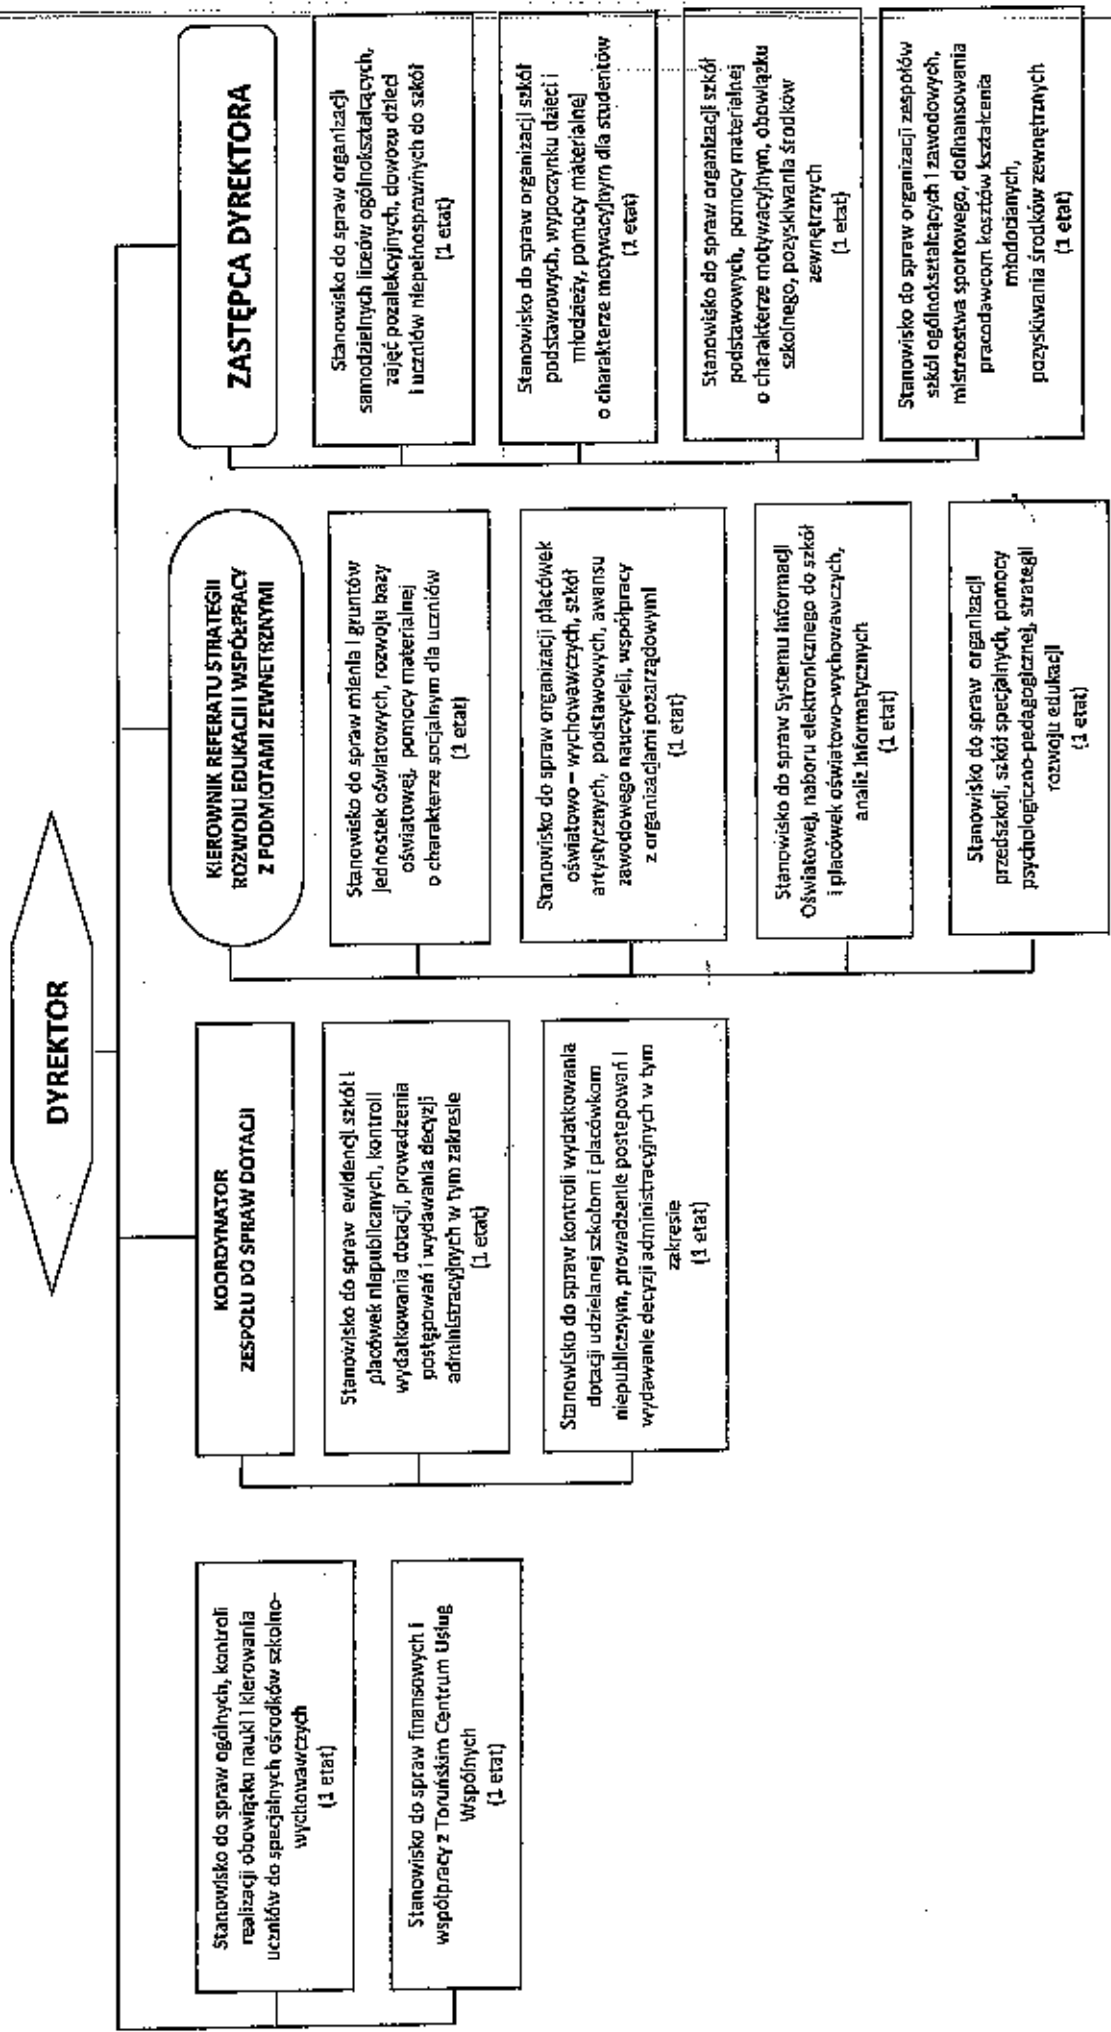 DYREKTOR
Stanowisko do spraw ogólnych, kontroli
realizacji obowiązku nauki i kierowania
uczniów do specjalnych ośrodków szkolno-
wychowawczych
(1 etat)
Stanowisko do spraw finansowych i
współpracy z Toruńskim Centrum Usług
Wspólnych
(1 etat)
KOORDYNATOR
ZESPOŁU DO SPRAW DOTACJI
Stanowisko do spraw ewidencji szkół i
placówek niepublicznych, kontroli
wydatkowania dotacji, prowadzenia
postępowań i wydawania decyzji
administracyjnych w tym zakresie
(1 etat)
Stanowisko do spraw kontroli wydatkowania
dotacji udzielanej szkołom i placówkom
niepublicznym, prowadzenie postępowań i
wydawanie decyzji administracyjnych w tym
zakresie
(1 etat)
KIEROWNIK REFERATU STRATEGII
ROZWOJU EDUKACJI I WSPÓŁPRACY
Z PODMIOTAMI ZEWNETRZNYMI
Stanowisko do spraw mienia i gruntów
jednostek oświatowych, rozwoju bazy
oświatowej, pomocy materialnej
o charakterze socjalnym dla uczniów
(1 etat)
Stanowisko do spraw organizacji placówek
oświatowo – wychowawczych, szkół
artystycznych, podstawowych, awansu
zawodowego nauczycieli, współpracy
z organizacjami pozarządowymi
(1 etat)
Stanowisko do spraw Systemu Informacji
Oświatowej, naboru elektronicznego do szkół
i placówek oświatowo-wychowawczych,
analiz informatycznych
(1 etat)
Stanowisko do spraw organizacji
przedszkoli, szkół specjalnych, pomocy
psychologiczno-pedagogicznej, strategii
rozwoju edukacji
(1 etat)
ZASTĘPCA DYREKTORA
Stanowisko do spraw organizacji
samodzielnych liceów ogólnokształcących,
zajęć pozalekcyjnych, dowozu dzieci
i uczniów niepełnosprawnych do szkół
(1 etat)
Stanowisko do spraw organizacji szkół
podstawowych, wypoczynku dzieci i
młodzieży, pomocy materialnej
o charakterze motywacyjnym dla studentów
(1 etat)
Stanowisko do spraw organizacji szkół
podstawowych, pomocy materialnej
o charakterze motywacyjnym, obowiązku
szkolnego, pozyskiwania środków
zewnętrznych
(1 etat)
Stanowisko do spraw organizacji zespołów
szkół ogólnokształcących i zawodowych,
mistrzostwa sportowego, dofinansowania
pracodawcom kosztów kształcenia
młodocianych,
pozyskiwania środków zewnętrznych
(1 etat)